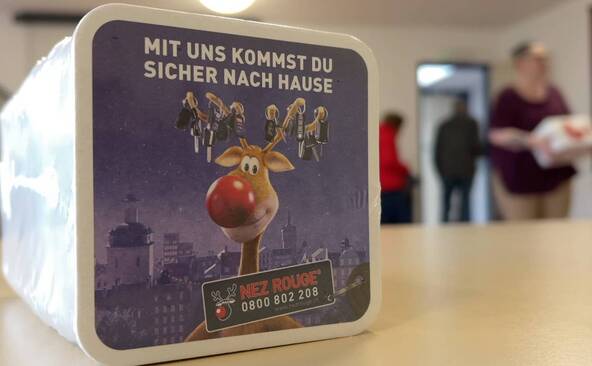 MIT UNS KOMMST DU
SICHER NACH HAUSE
NEZ ROUGE®
0800 802 208